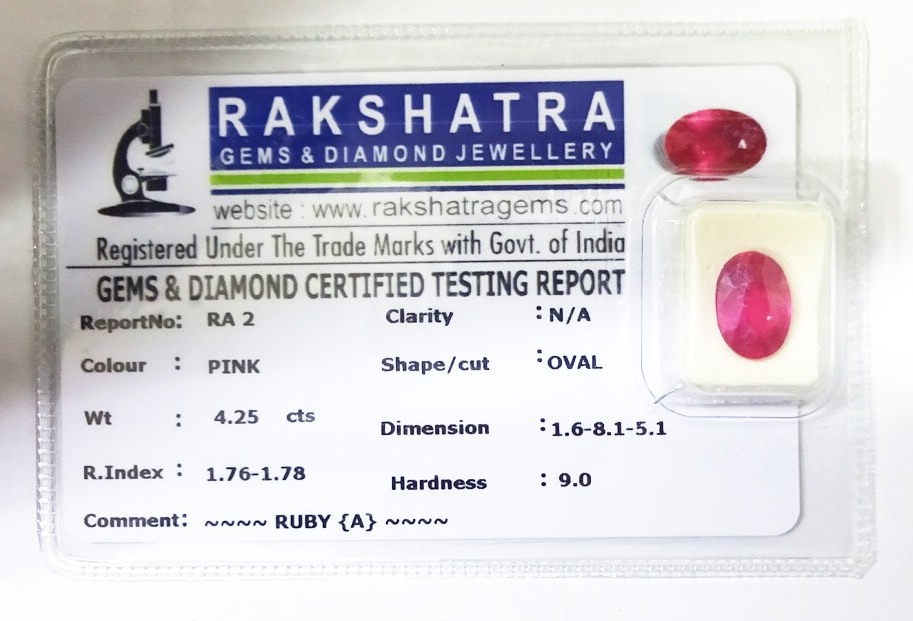 RAKSHATRA
GEMS & DIAMOND JEWELLERY
website : www.rakshatragems.com
Registered Under The Trade Marks with Govt. of India
GEMS & DIAMOND CERTIFIED TESTING REPORT
ReportNo: RA 2 Clarity : N/A
Colour : PINK Shape/cut : OVAL
Wt : 4.25 cts Dimension : 1.6-8.1-5.1
R.Index : 1.76-1.78 Hardness : 9.0
Comment: ~~~~ RUBY {A} ~~~~